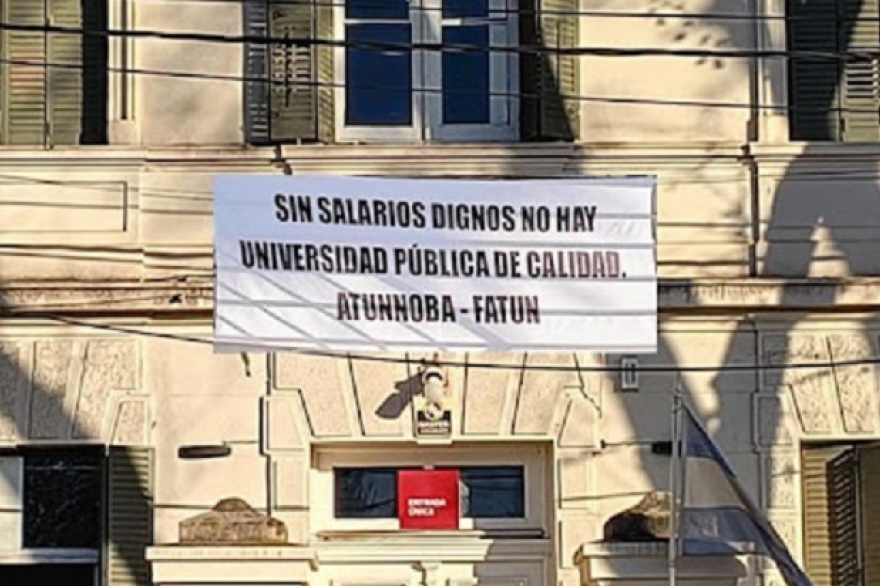 SIN SALARIOS DIGNOS NO HAY
UNIVERSIDAD PÚBLICA DE CALIDAD.
ATUNNOBA - FATUN
ENTRADA
ÚNICA